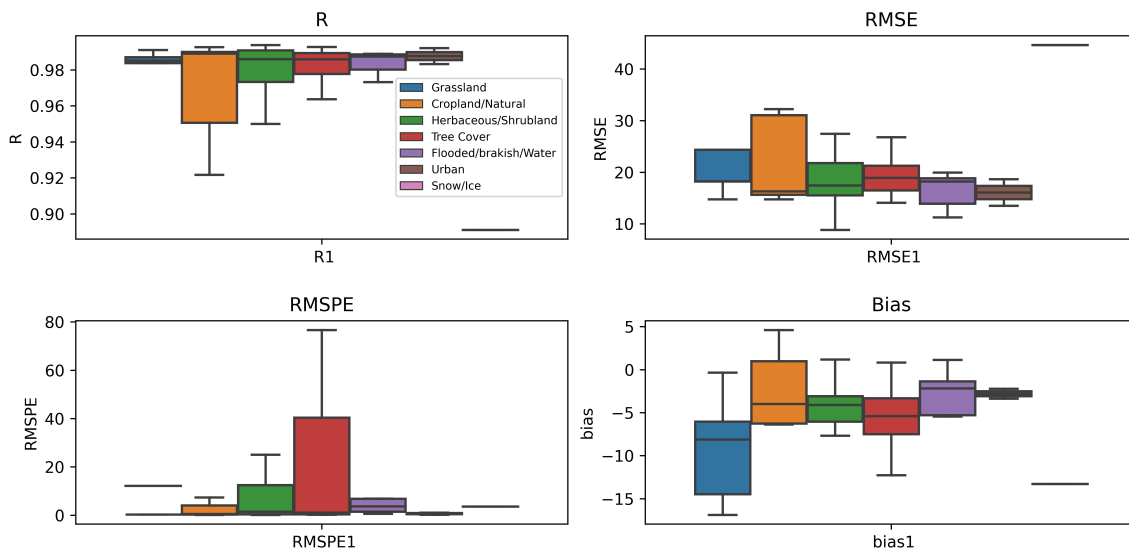 R
R
0.98
0.96
0.94
0.92
0.90
Grassland
Cropland/Natural
Herbaceous/Shrubland
Tree Cover
Flooded/brakish/Water
Urban
Snow/Ice
R1
RMSE
RMSE
40
30
20
10
RMSE1
RMSPE
RMSPE
80
60
40
20
0
RMSPE1
Bias
bias
5
0
−5
−10
−15
bias1